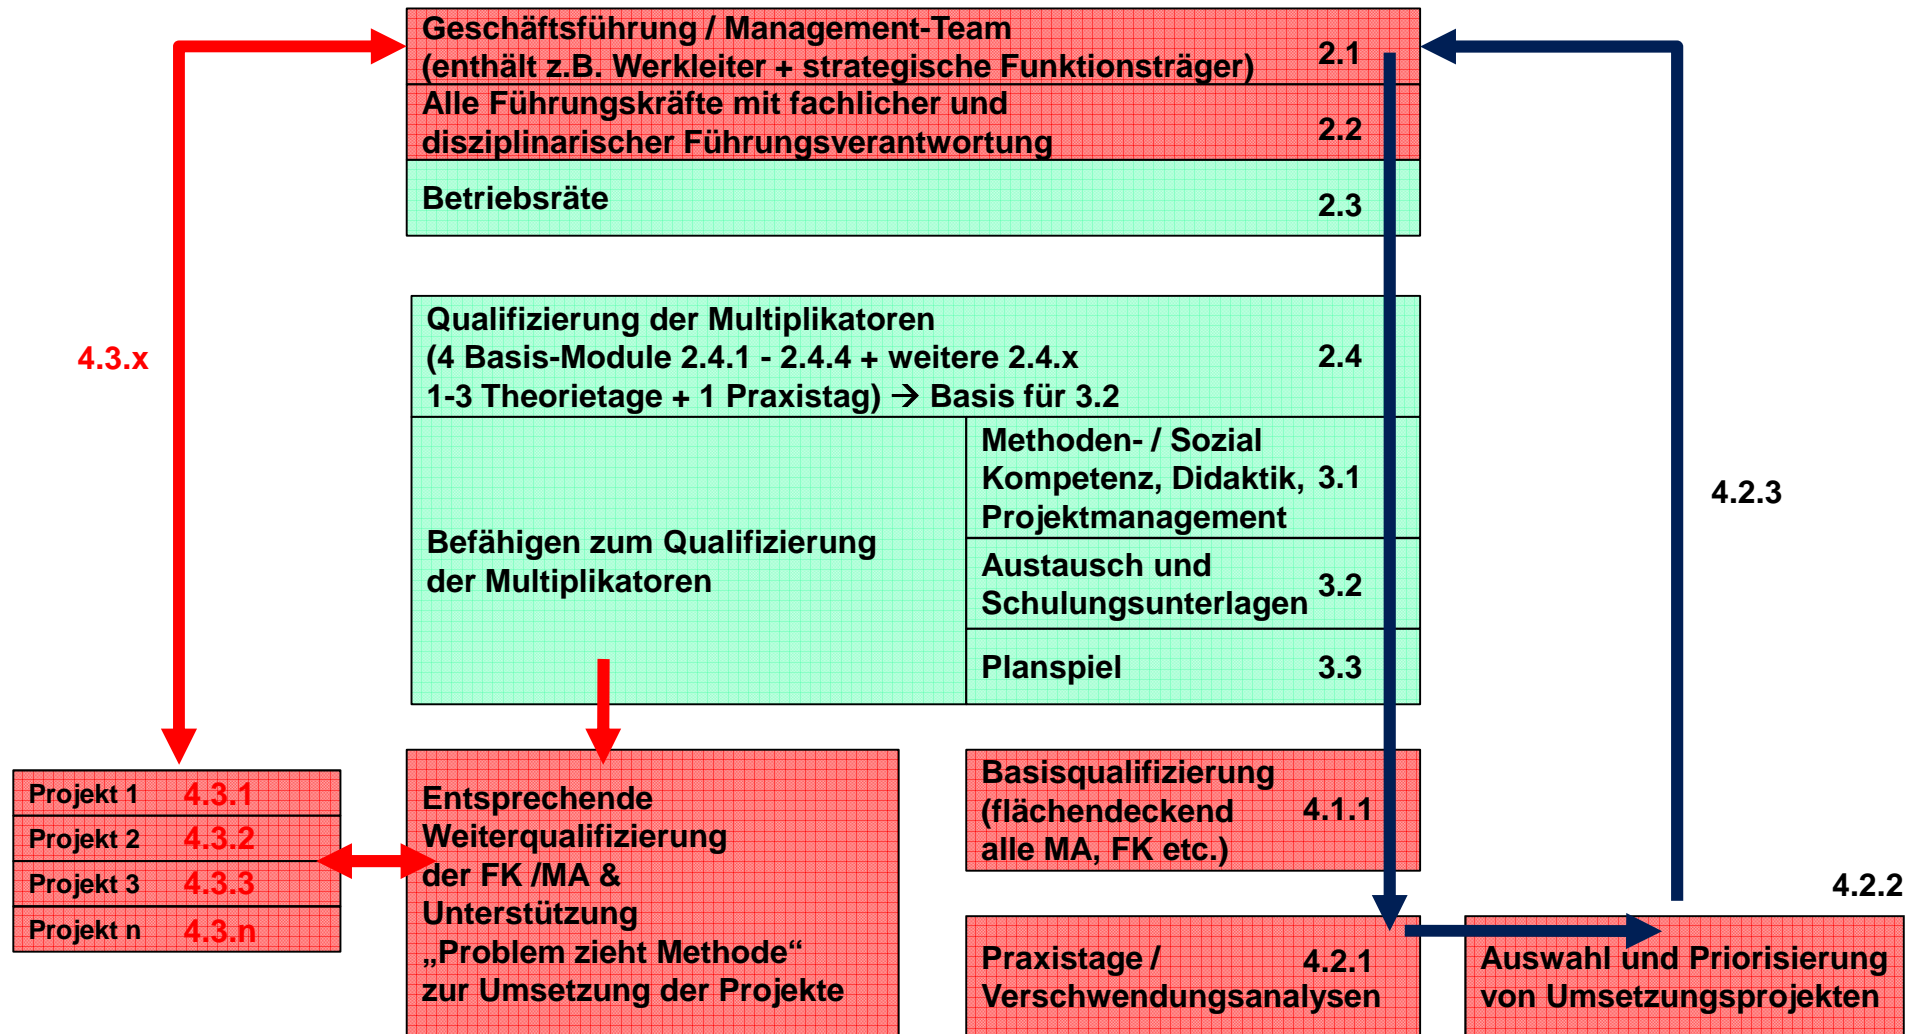 Geschäftsführung / Management-Team
(enthält z.B. Werkleiter + strategische Funktionsträger) 2.1
Alle Führungskräfte mit fachlicher und
disziplinarischer Führungsverantwortung 2.2
Betriebsräte 2.3
4.3.x
Qualifizierung der Multiplikatoren
(4 Basis-Module 2.4.1 - 2.4.4 + weitere 2.4.x 2.4
1-3 Theorietage + 1 Praxistag) → Basis für 3.2
Befähigen zum Qualifizierung
der Multiplikatoren
Methoden- / Sozial
Kompetenz, Didaktik, 3.1
Projektmanagement
Austausch und
Schulungsunterlagen 3.2
Planspiel 3.3
4.2.3
Projekt 1 4.3.1
Projekt 2 4.3.2
Projekt 3 4.3.3
Projekt n 4.3.n
Entsprechende
Weiterqualifizierung
der FK /MA &
Unterstützung
„Problem zieht Methode“
zur Umsetzung der Projekte
Basisqualifizierung
(flächendeckend 4.1.1
alle MA, FK etc.)
Praxistage / 4.2.1
Verschwendungsanalysen
4.2.2
Auswahl und Priorisierung
von Umsetzungsprojekten